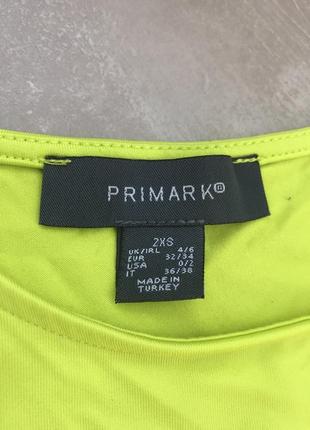 PRIMARK®
2XS
UK/IRL 4/6
EUR 32/34
USA 0/2
IT 36/38
MADE IN
TURKEY